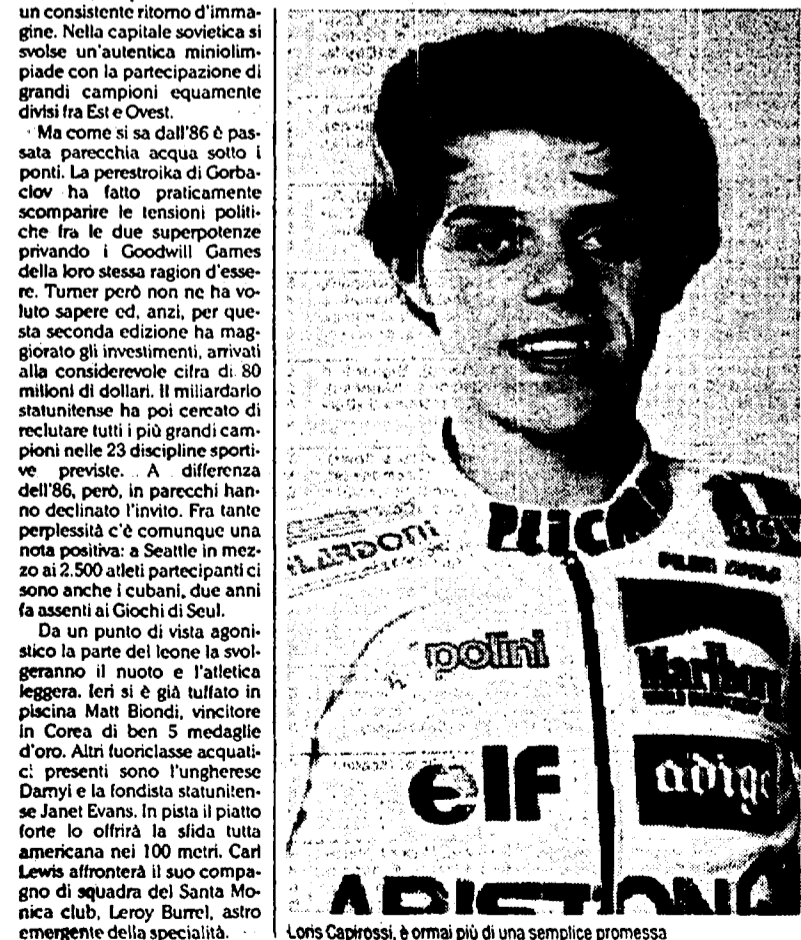 un consistente ritorno d'imma-
gine. Nella capitale sovietica si
svolse un'autentica miniolim-
piade con la partecipazione di
grandi campioni equamente
divisi fra Est e Ovest.
Ma come si sa dall'86 è pas-
sata parecchia acqua sotto i
ponti. La perestroika di Gorba-
ciov ha fatto praticamente
scomparire le tensioni politi-
che fra le due superpotenze
privando i Goodwill Games
della loro stessa ragion d'esse-
re. Turner però non ne ha vo-
luto sapere ed, anzi, per que-
sta seconda edizione ha mag-
giorato gli investimenti, arrivati
alla considerevole cifra di 80
milioni di dollari. Il miliardario
statunitense ha poi cercato di
reclutare tutti i più grandi cam-
pioni nelle 23 discipline sporti-
ve previste. A differenza
dell'86, però, in parecchi han-
no declinato l'invito. Fra tante
perplessità c'è comunque una
nota positiva: a Seattle in mez-
zo ai 2.500 atleti partecipanti ci
sono anche i cubani, due anni
fa assenti ai Giochi di Seul.
Da un punto di vista agoni-
stico la parte del leone la svol-
geranno il nuoto e l'atletica
leggera. Ieri si è già tuffato in
piscina Matt Biondi, vincitore
in Corea di ben 5 medaglie
d'oro. Altri fuoriclasse acquati-
ci presenti sono l'ungherese
Darnyi e la fondista statuniten-
se Janet Evans. In pista il piatto
forte lo offrirà la sfida tutta
americana nei 100 metri. Carl
Lewis affronterà il suo compa-
gno di squadra del Santa Mo-
nica club, Leroy Burrel, astro
emergente della specialità.
polini
Marlboro
elf
adige
ARISTON
Loris Capirossi, è ormai più di una semplice promessa